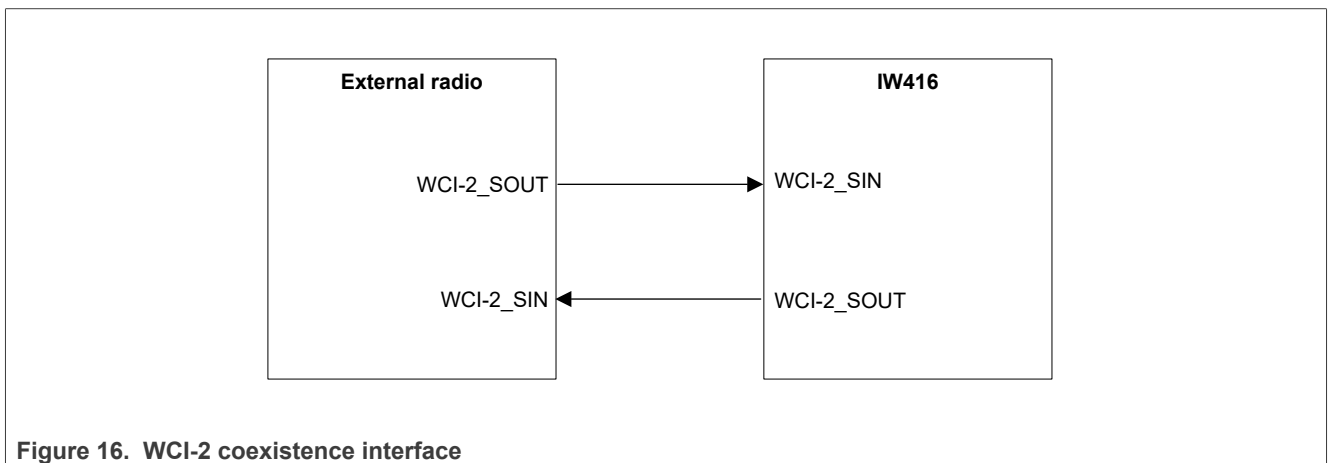 External radio
IW416
WCI-2_SOUT
WCI-2_SIN
WCI-2_SIN
WCI-2_SOUT
Figure 16. WCI-2 coexistence interface